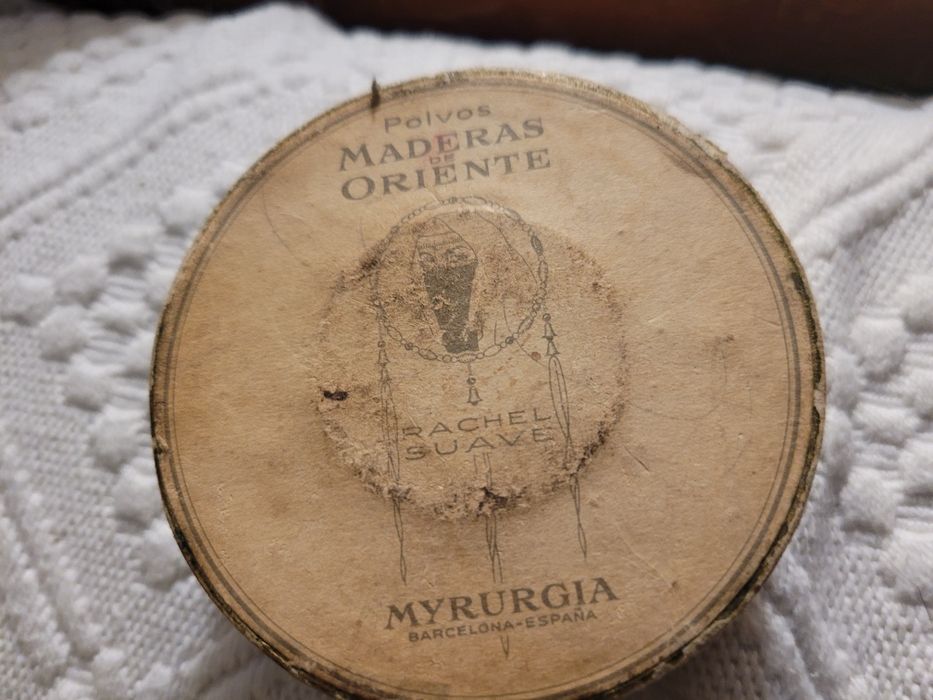 Polvos
MADERAS
DE
ORIENTE
RACHEL
SUAVE
MYRURGIA
BARCELONA-ESPAÑA